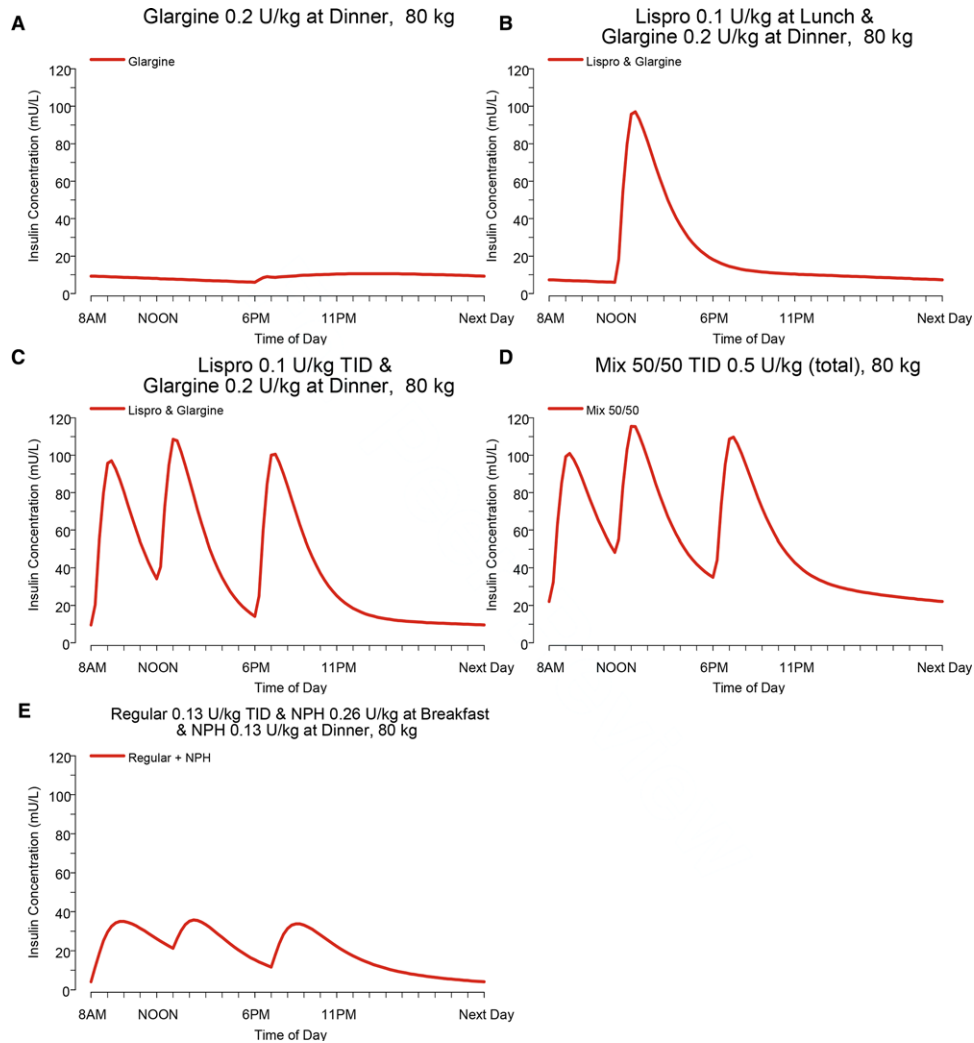 A
Glargine 0.2 U/kg at Dinner, 80 kg
Glargine
120
100
80
60
40
20
0
Insulin Concentration (mU/L)
8AM NOON 6PM 11PM Next Day
Time of Day
B
Lispro 0.1 U/kg at Lunch &
Glargine 0.2 U/kg at Dinner, 80 kg
Lispro & Glargine
120
100
80
60
40
20
0
Insulin Concentration (mU/L)
8AM NOON 6PM 11PM Next Day
Time of Day
C
Lispro 0.1 U/kg TID &
Glargine 0.2 U/kg at Dinner, 80 kg
Lispro & Glargine
120
100
80
60
40
20
0
Insulin Concentration (mU/L)
8AM NOON 6PM 11PM Next Day
Time of Day
D
Mix 50/50 TID 0.5 U/kg (total), 80 kg
Mix 50/50
120
100
80
60
40
20
0
Insulin Concentration (mU/L)
8AM NOON 6PM 11PM Next Day
Time of Day
E
Regular 0.13 U/kg TID & NPH 0.26 U/kg at Breakfast
& NPH 0.13 U/kg at Dinner, 80 kg
Regular + NPH
120
100
80
60
40
20
0
Insulin Concentration (mU/L)
8AM NOON 6PM 11PM Next Day
Time of Day